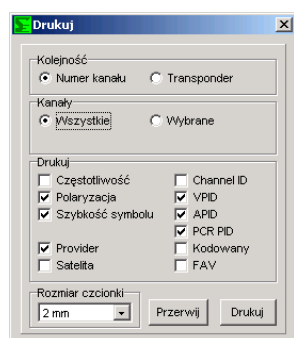 Drukuj
Kolejność
Numer kanału Transponder
Kanały
Wszystkie Wybrane
Drukuj
Częstotliwość Channel ID
Polaryzacja VPID
Szybkość symbolu APID
PCR PID
Provider Kodowany
Satelita FAV
Rozmiar czcionki
2 mm Przerwij Drukuj